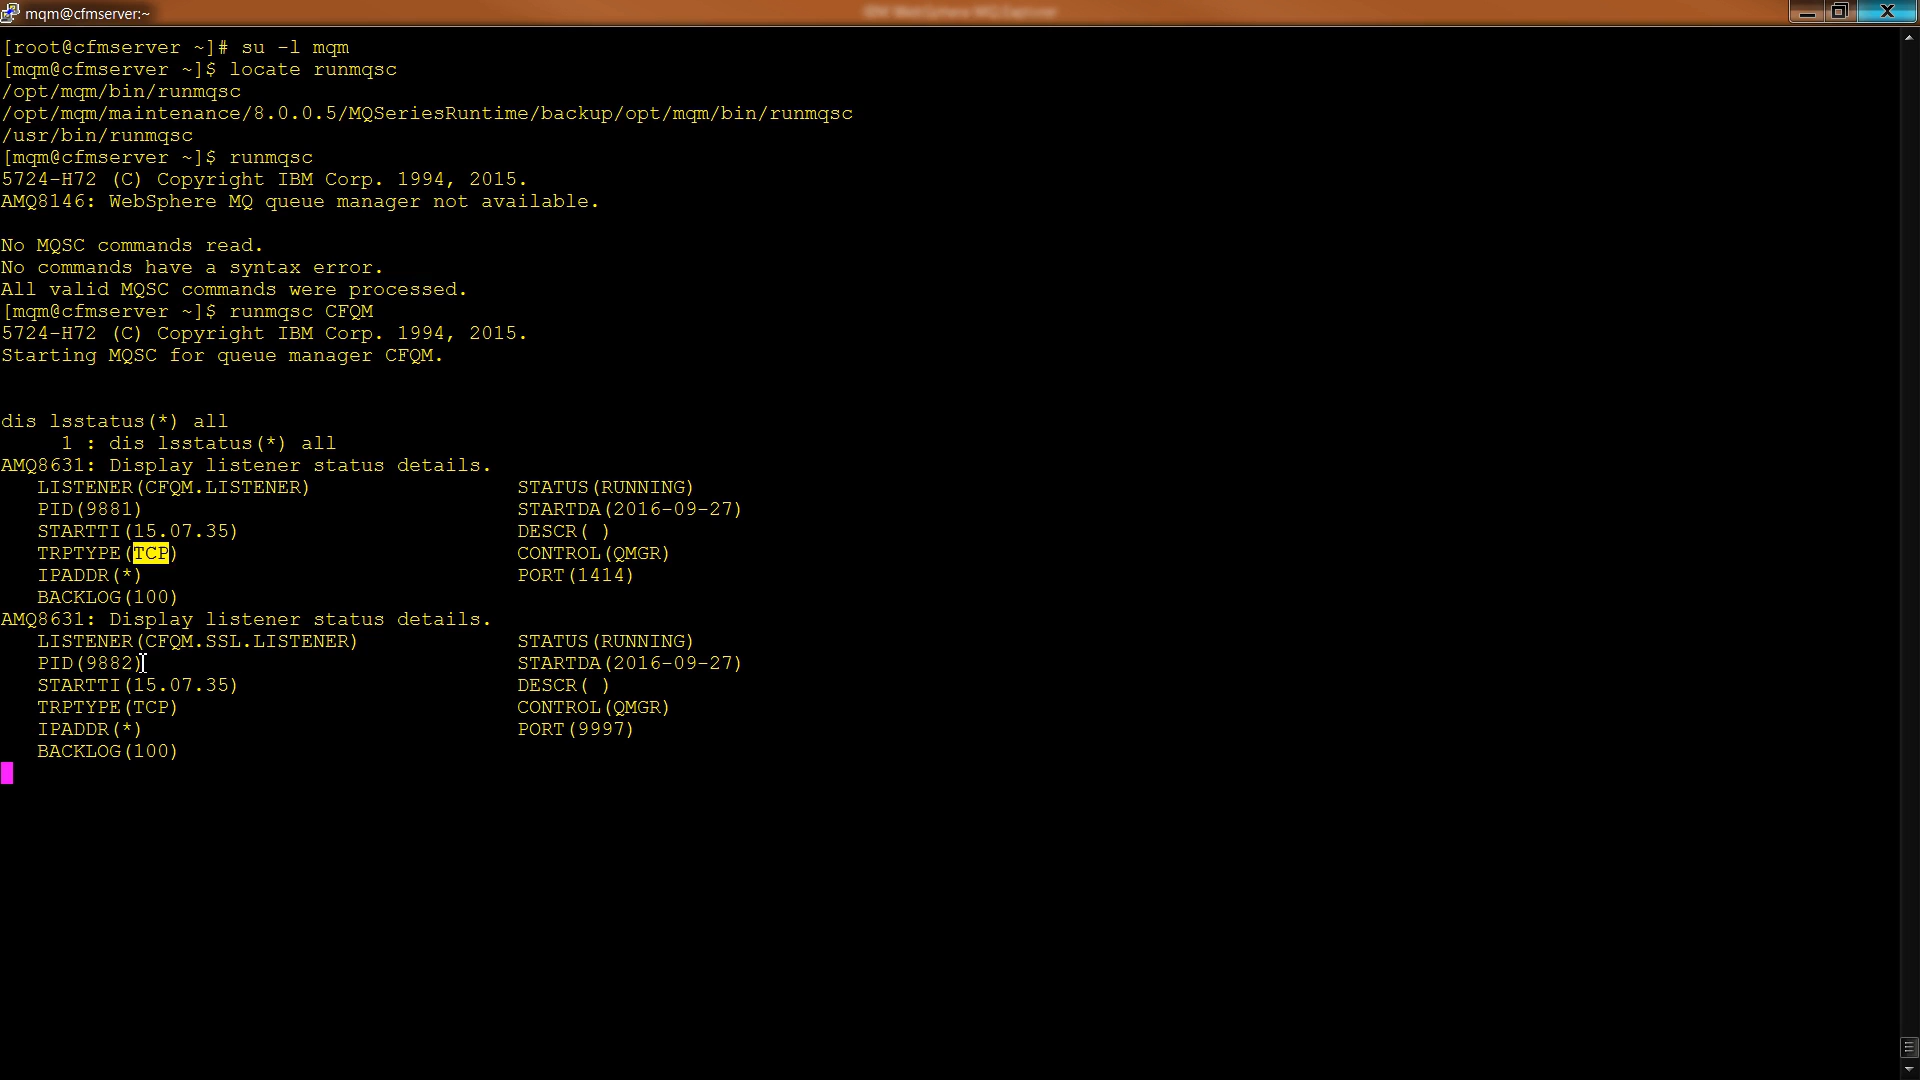 mqm@cfmserver:~
IBM WebSphere MQ Explorer
[root@cfmserver ~]# su -l mqm
[mqm@cfmserver ~]$ locate runmqsc
/opt/mqm/bin/runmqsc
/opt/mqm/maintenance/8.0.0.5/MQSeriesRuntime/backup/opt/mqm/bin/runmqsc
/usr/bin/runmqsc
[mqm@cfmserver ~]$ runmqsc
5724-H72 (C) Copyright IBM Corp. 1994, 2015.
AMQ8146: WebSphere MQ queue manager not available.
No MQSC commands read.
No commands have a syntax error.
All valid MQSC commands were processed.
[mqm@cfmserver ~]$ runmqsc CFQM
5724-H72 (C) Copyright IBM Corp. 1994, 2015.
Starting MQSC for queue manager CFQM.
dis lsstatus(*) all
1 : dis lsstatus(*) all
AMQ8631: Display listener status details.
LISTENER(CFQM.LISTENER) STATUS(RUNNING)
PID(9881) STARTDA(2016-09-27)
STARTTI(15.07.35) DESCR( )
TRPTYPE(TCP) CONTROL(QMGR)
IPADDR(*) PORT(1414)
BACKLOG(100)
AMQ8631: Display listener status details.
LISTENER(CFQM.SSL.LISTENER) STATUS(RUNNING)
PID(9882) STARTDA(2016-09-27)
STARTTI(15.07.35) DESCR( )
TRPTYPE(TCP) CONTROL(QMGR)
IPADDR(*) PORT(9997)
BACKLOG(100)